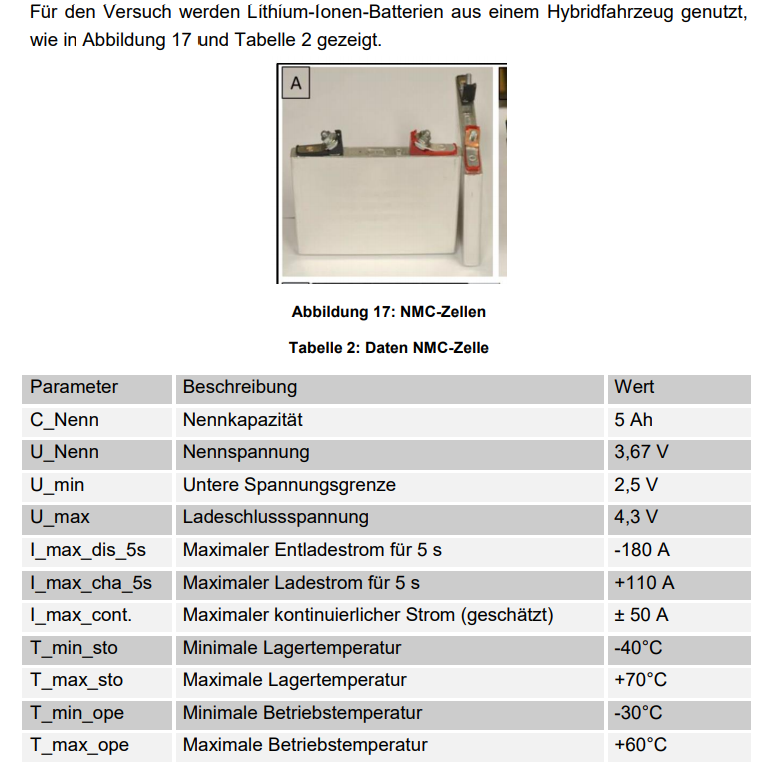 Für den Versuch werden Lithium-Ionen-Batterien aus einem Hybridfahrzeug genutzt,
wie in Abbildung 17 und Tabelle 2 gezeigt.
A
Abbildung 17: NMC-Zellen
Tabelle 2: Daten NMC-Zelle
Parameter Beschreibung Wert
C_Nenn Nennkapazität 5 Ah
U_Nenn Nennspannung 3,67 V
U_min Untere Spannungsgrenze 2,5 V
U_max Ladeschlussspannung 4,3 V
I_max_dis_5s Maximaler Entladestrom für 5 s -180 A
I_max_cha_5s Maximaler Ladestrom für 5 s +110 A
I_max_cont. Maximaler kontinuierlicher Strom (geschätzt) ± 50 A
T_min_sto Minimale Lagertemperatur -40°C
T_max_sto Maximale Lagertemperatur +70°C
T_min_ope Minimale Betriebstemperatur -30°C
T_max_ope Maximale Betriebstemperatur +60°C